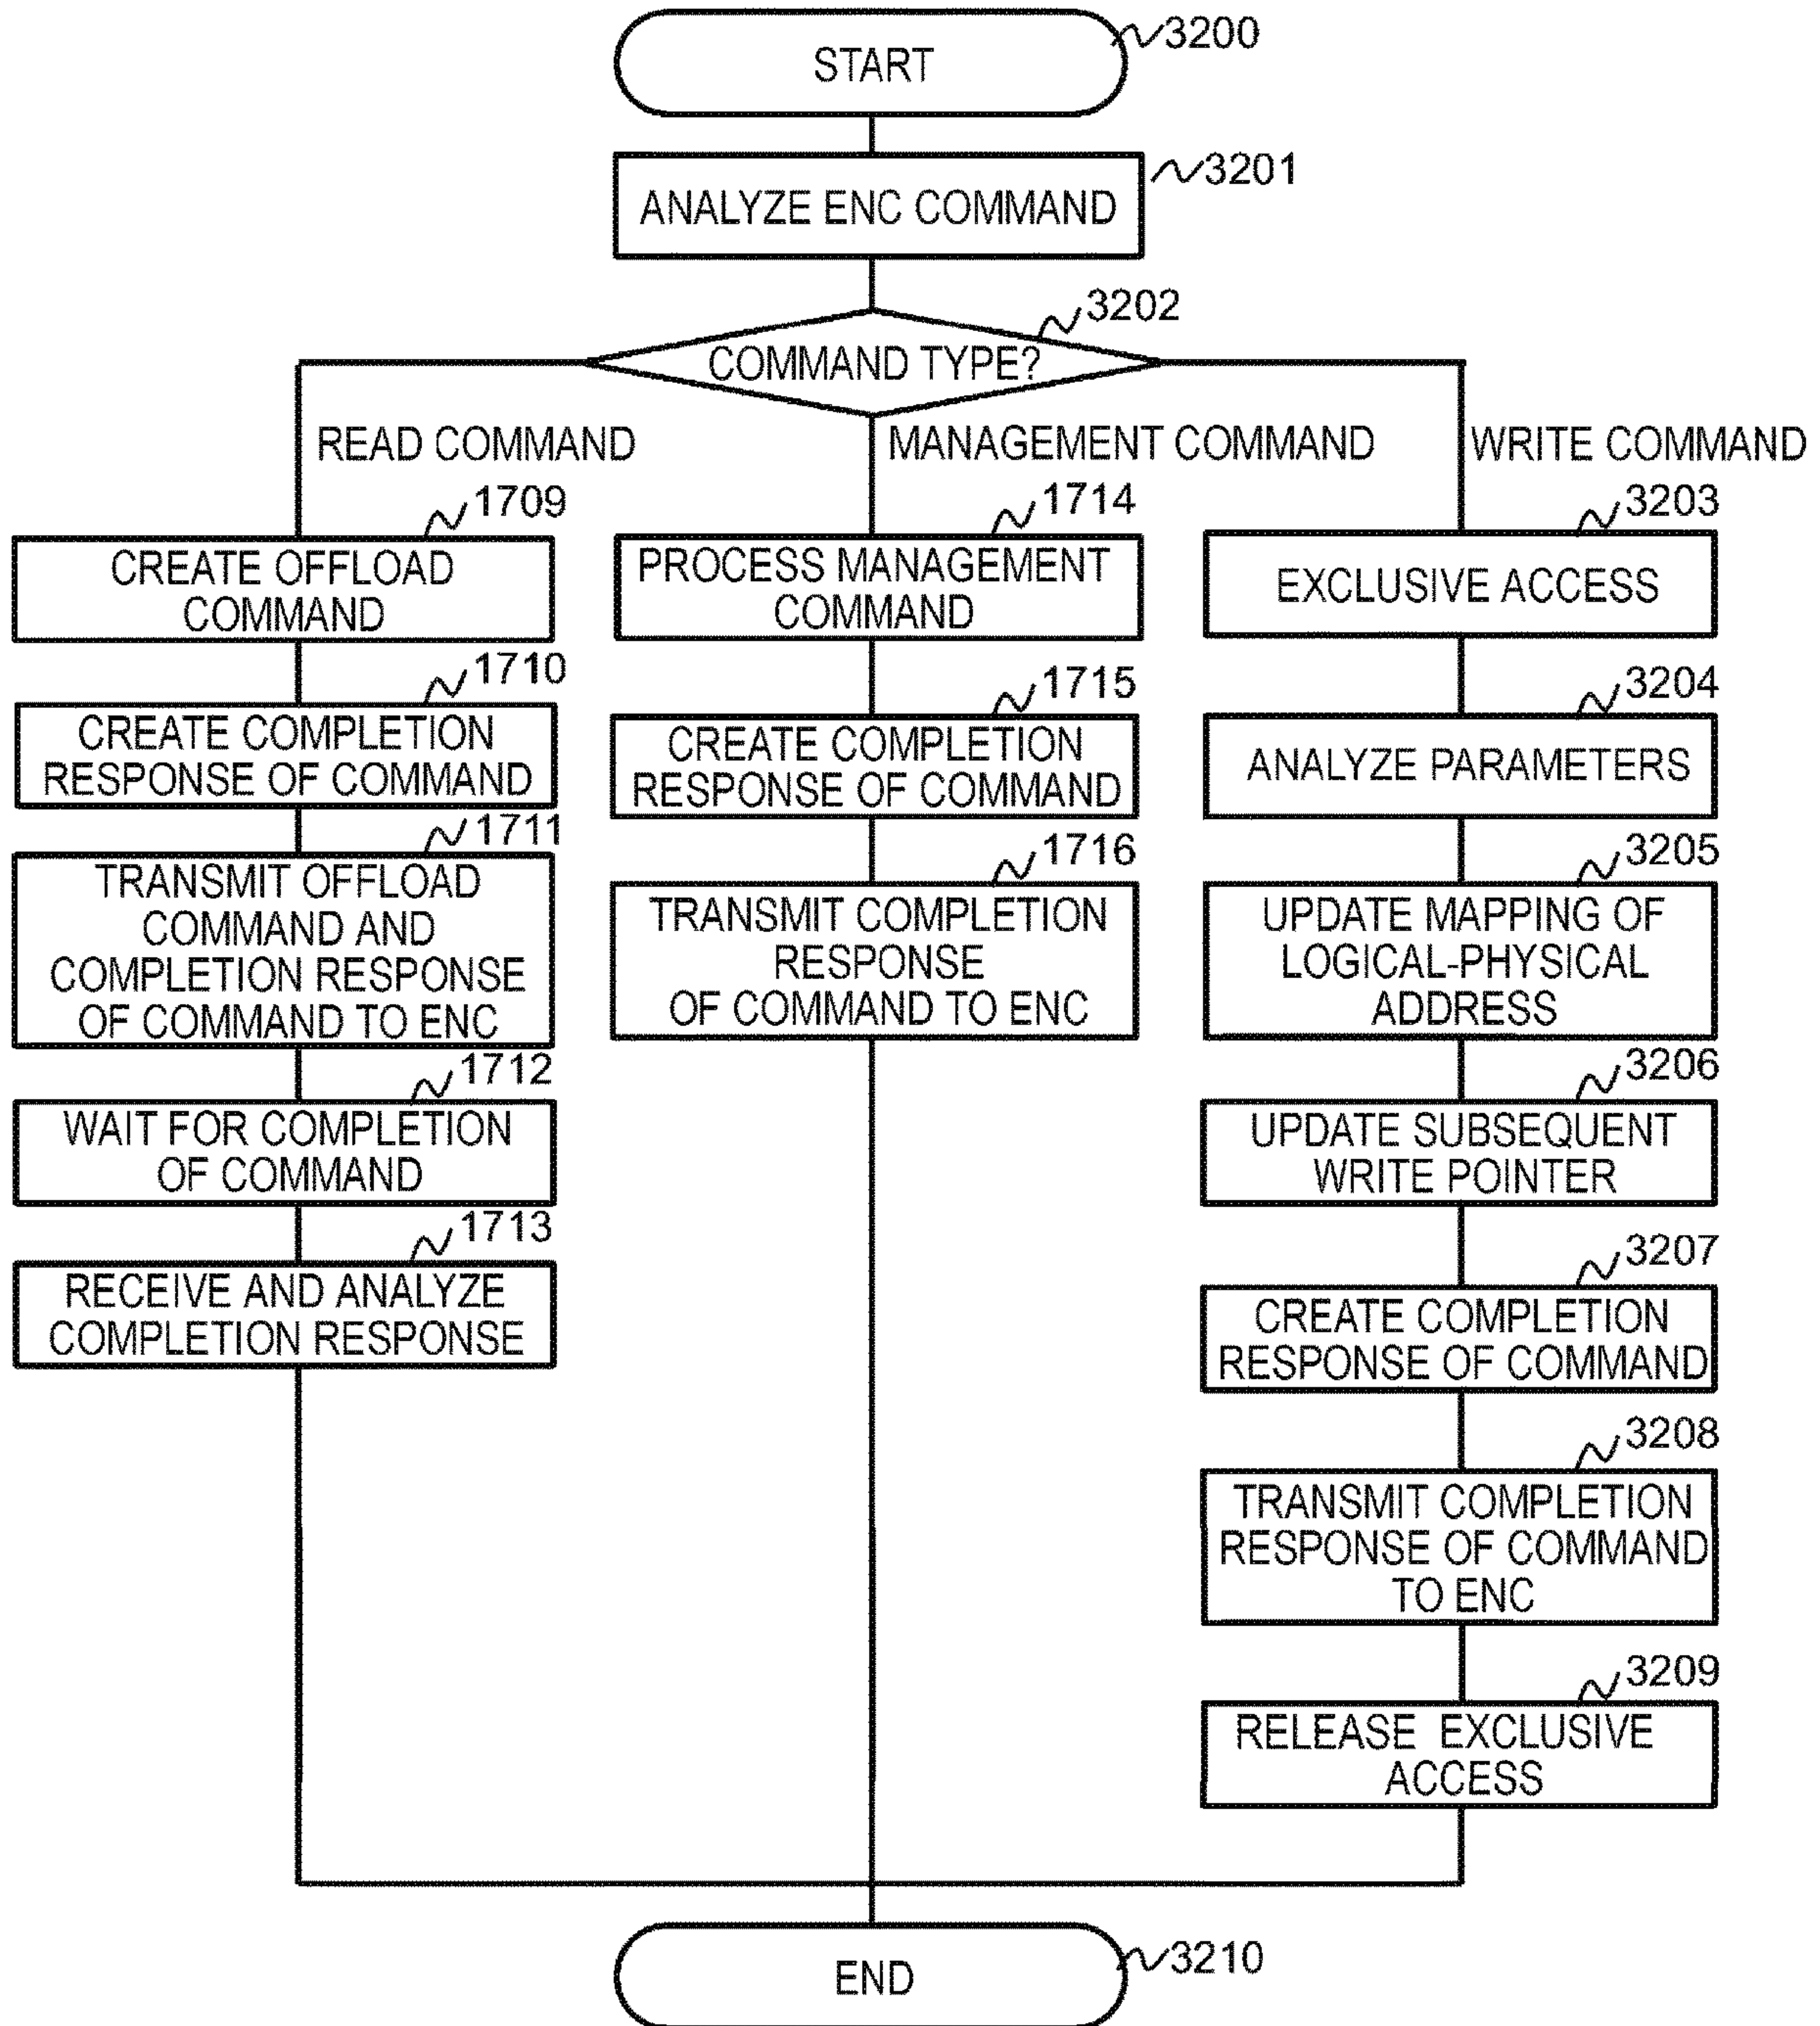 START
3200
ANALYZE ENC COMMAND
3201
COMMAND TYPE?
3202
READ COMMAND
MANAGEMENT COMMAND
WRITE COMMAND
1709
CREATE OFFLOAD
COMMAND
1710
CREATE COMPLETION
RESPONSE OF COMMAND
1711
TRANSMIT OFFLOAD
COMMAND AND
COMPLETION RESPONSE
OF COMMAND TO ENC
1712
WAIT FOR COMPLETION
OF COMMAND
1713
RECEIVE AND ANALYZE
COMPLETION RESPONSE
1714
PROCESS MANAGEMENT
COMMAND
1715
CREATE COMPLETION
RESPONSE OF COMMAND
1716
TRANSMIT COMPLETION
RESPONSE
OF COMMAND TO ENC
3203
EXCLUSIVE ACCESS
3204
ANALYZE PARAMETERS
3205
UPDATE MAPPING OF
LOGICAL-PHYSICAL
ADDRESS
3206
UPDATE SUBSEQUENT
WRITE POINTER
3207
CREATE COMPLETION
RESPONSE OF COMMAND
3208
TRANSMIT COMPLETION
RESPONSE OF COMMAND
TO ENC
3209
RELEASE EXCLUSIVE
ACCESS
END
3210